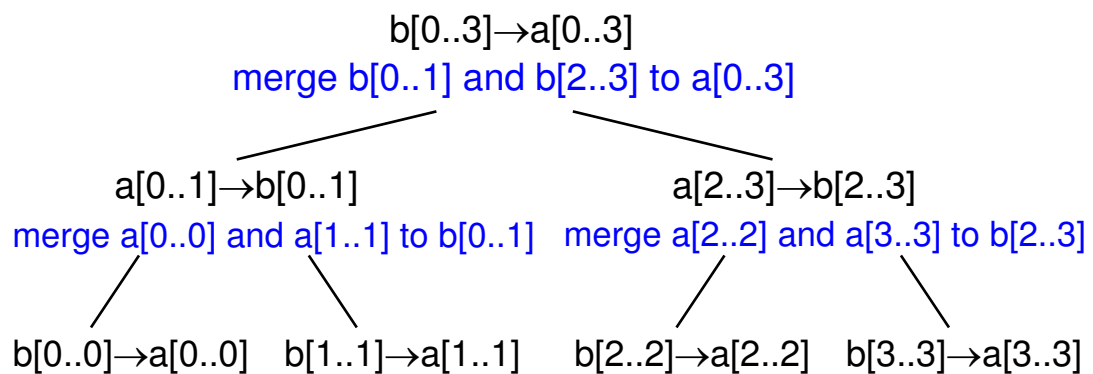 b[0..3]→a[0..3]
merge b[0..1] and b[2..3] to a[0..3]
a[0..1]→b[0..1]
a[2..3]→b[2..3]
merge a[0..0] and a[1..1] to b[0..1]
merge a[2..2] and a[3..3] to b[2..3]
b[0..0]→a[0..0]
b[1..1]→a[1..1]
b[2..2]→a[2..2]
b[3..3]→a[3..3]